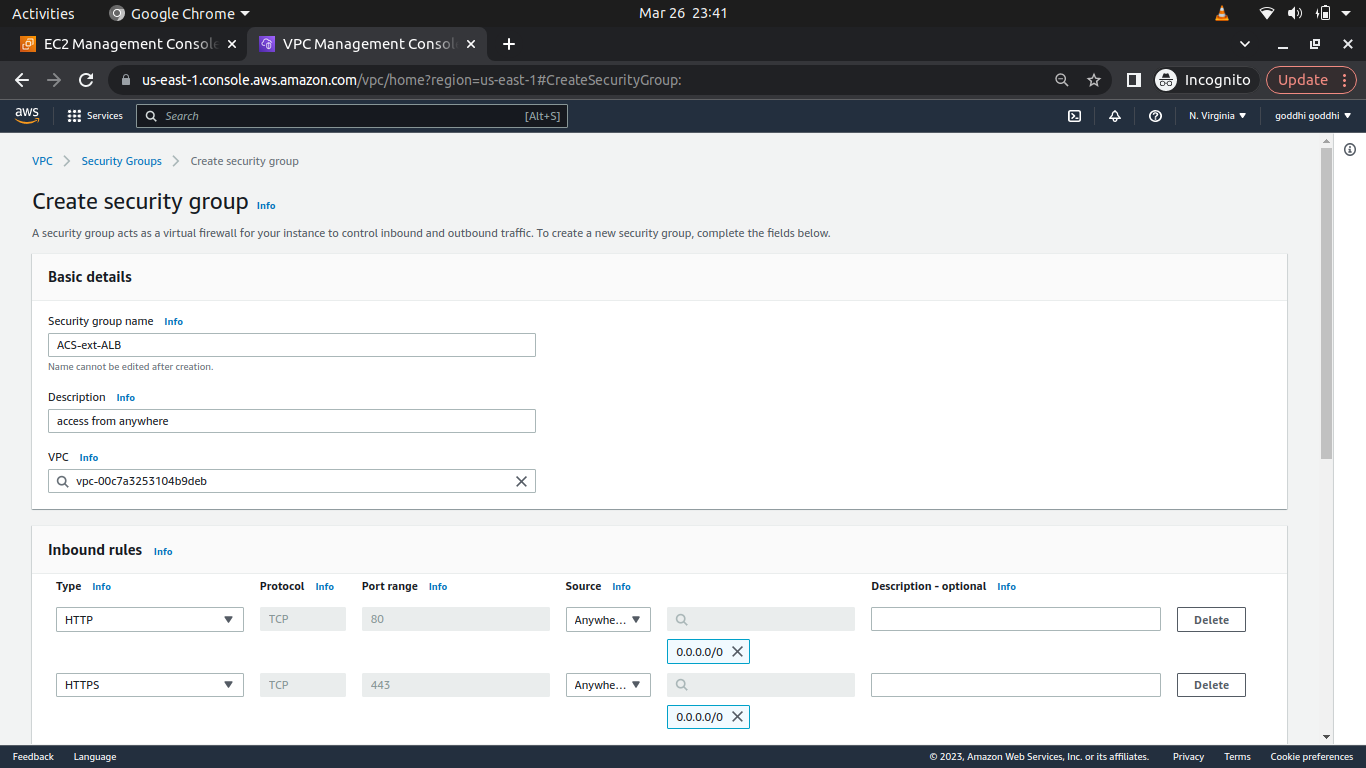 Activities Google Chrome Mar 26 23:41
EC2 Management Console VPC Management Console
us-east-1.console.aws.amazon.com/vpc/home?region=us-east-1#CreateSecurityGroup: Incognito Update
aws Services Search [Alt+S] N. Virginia goddhi goddhi
VPC Security Groups Create security group
Create security group Info
A security group acts as a virtual firewall for your instance to control inbound and outbound traffic. To create a new security group, complete the fields below.
Basic details
Security group name Info
ACS-ext-ALB
Name cannot be edited after creation.
Description Info
access from anywhere
VPC Info
vpc-00c7a3253104b9deb
Inbound rules Info
Type Info Protocol Info Port range Info Source Info Description - optional Info
HTTP TCP 80 Anywhe... Delete
0.0.0.0/0
HTTPS TCP 443 Anywhe... Delete
0.0.0.0/0
Feedback Language © 2023, Amazon Web Services, Inc. or its affiliates. Privacy Terms Cookie preferences